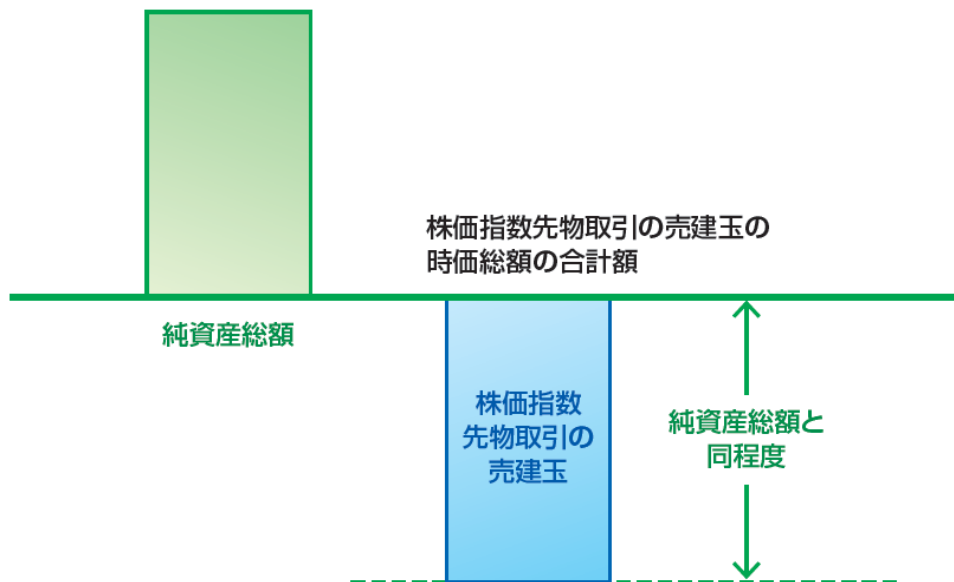 株価指数先物取引の売建玉の
時価総額の合計額
純資産総額
株価指数
先物取引の
売建玉
純資産総額と
同程度